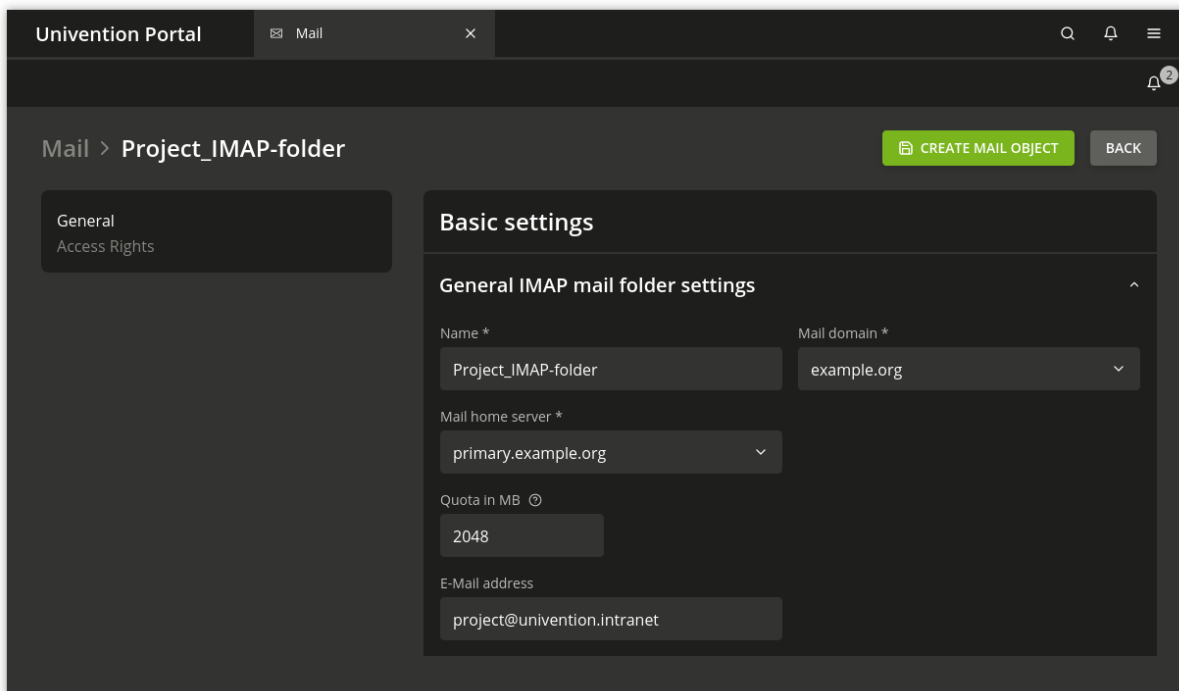 Univention Portal
Mail
2
Mail > Project_IMAP-folder
CREATE MAIL OBJECT
BACK
General
Access Rights
Basic settings
General IMAP mail folder settings
Name *
Mail domain *
Project_IMAP-folder
example.org
Mail home server *
primary.example.org
Quota in MB
2048
E-Mail address
project@univention.intranet